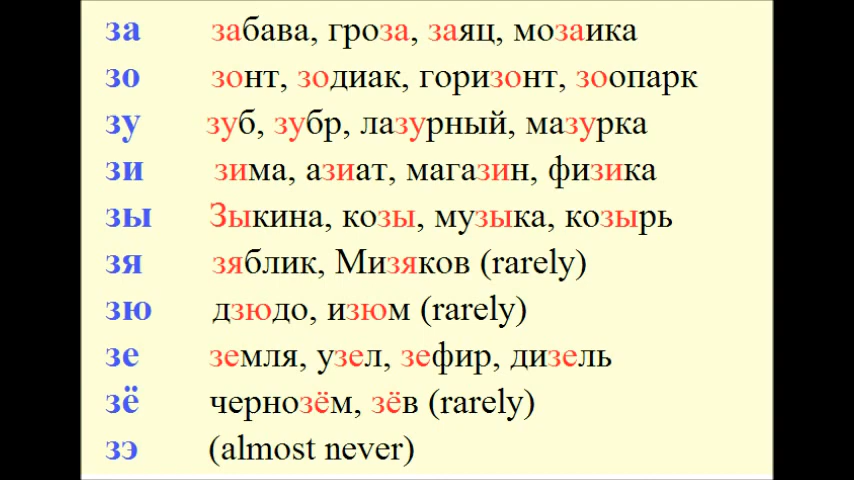 за забава, гроза, заяц, мозаика
зо зонт, зодиак, горизонт, зоопарк
зу зуб, зубр, лазурный, мазурка
зи зима, азиат, магазин, физика
зы Зыкина, козы, музыка, козырь
зя зяблик, Мизяков (rarely)
зю дзюдо, изюм (rarely)
зе земля, узел, зефир, дизель
зё чернозём, зёв (rarely)
зэ (almost never)